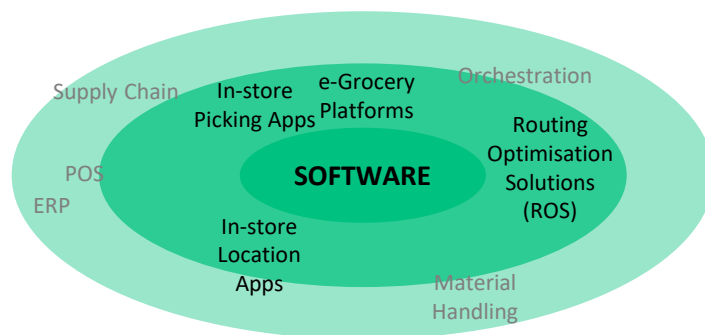 Supply Chain
In-store
Picking Apps
e-Grocery
Platforms
Orchestration
Routing
Optimisation
Solutions
(ROS)
SOFTWARE
POS
ERP
In-store
Location
Apps
Material
Handling